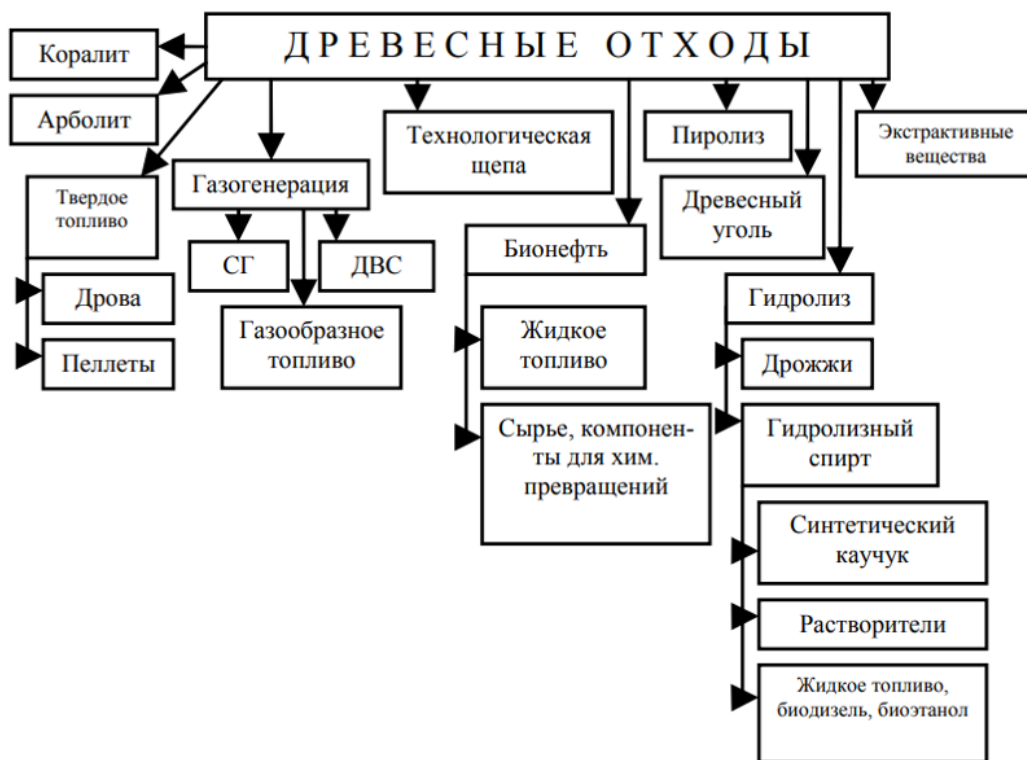 ДРЕВЕСНЫЕ ОТХОДЫ
Коралит
Арболит
Твердое
топливо
Дрова
Пеллеты
Газогенерация
СГ
ДВС
Газообразное
топливо
Технологическая
щепа
Бионефть
Жидкое
топливо
Сырье, компонен-
ты для хим.
превращений
Пиролиз
Древесный
уголь
Экстрактивные
вещества
Гидролиз
Дрожжи
Гидролизный
спирт
Синтетический
каучук
Растворители
Жидкое топливо,
биодизель, биоэтанол